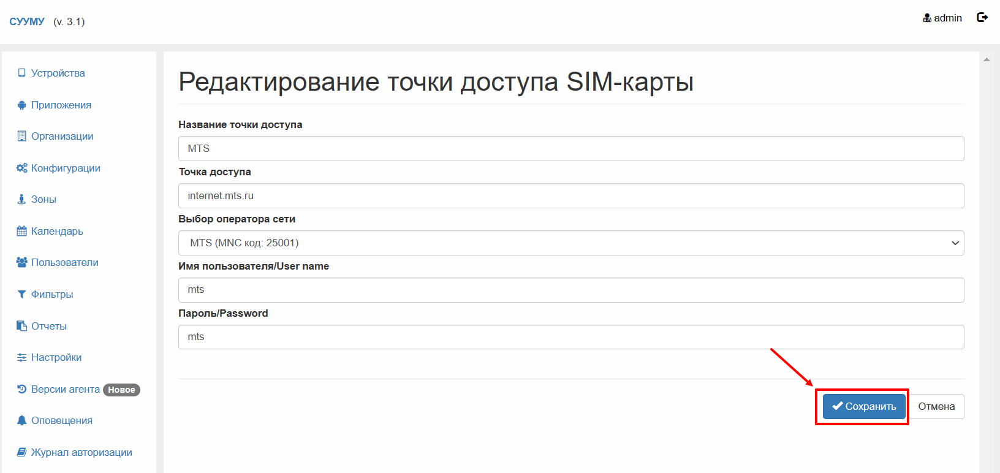 СУУМУ (v. 3.1)
admin
Устройства
Приложения
Организации
Конфигурации
Зоны
Календарь
Пользователи
Фильтры
Отчеты
Настройки
Версии агента Новое
Оповещения
Журнал авторизации
Редактирование точки доступа SIM-карты
Название точки доступа
MTS
Точка доступа
internet.mts.ru
Выбор оператора сети
MTS (MNC код: 25001)
Имя пользователя/User name
mts
Пароль/Password
mts
Сохранить Отмена